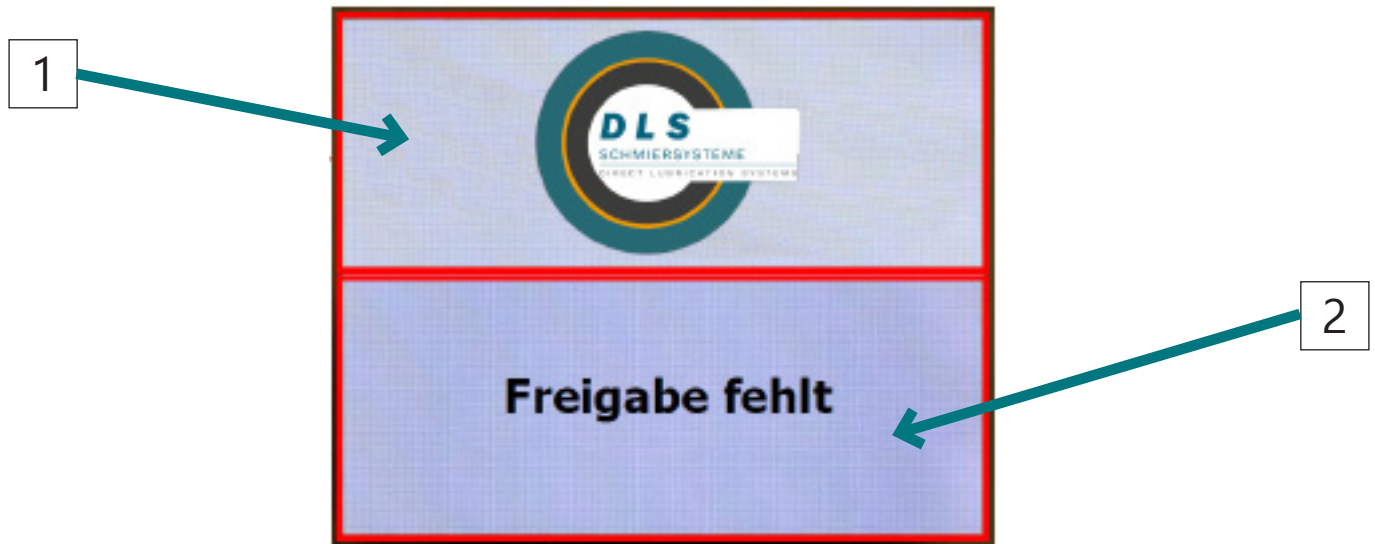 1
DLS
SCHMIERSYSTEME
DIRECT LUBRICATION SYSTEMS
Freigabe fehlt
2